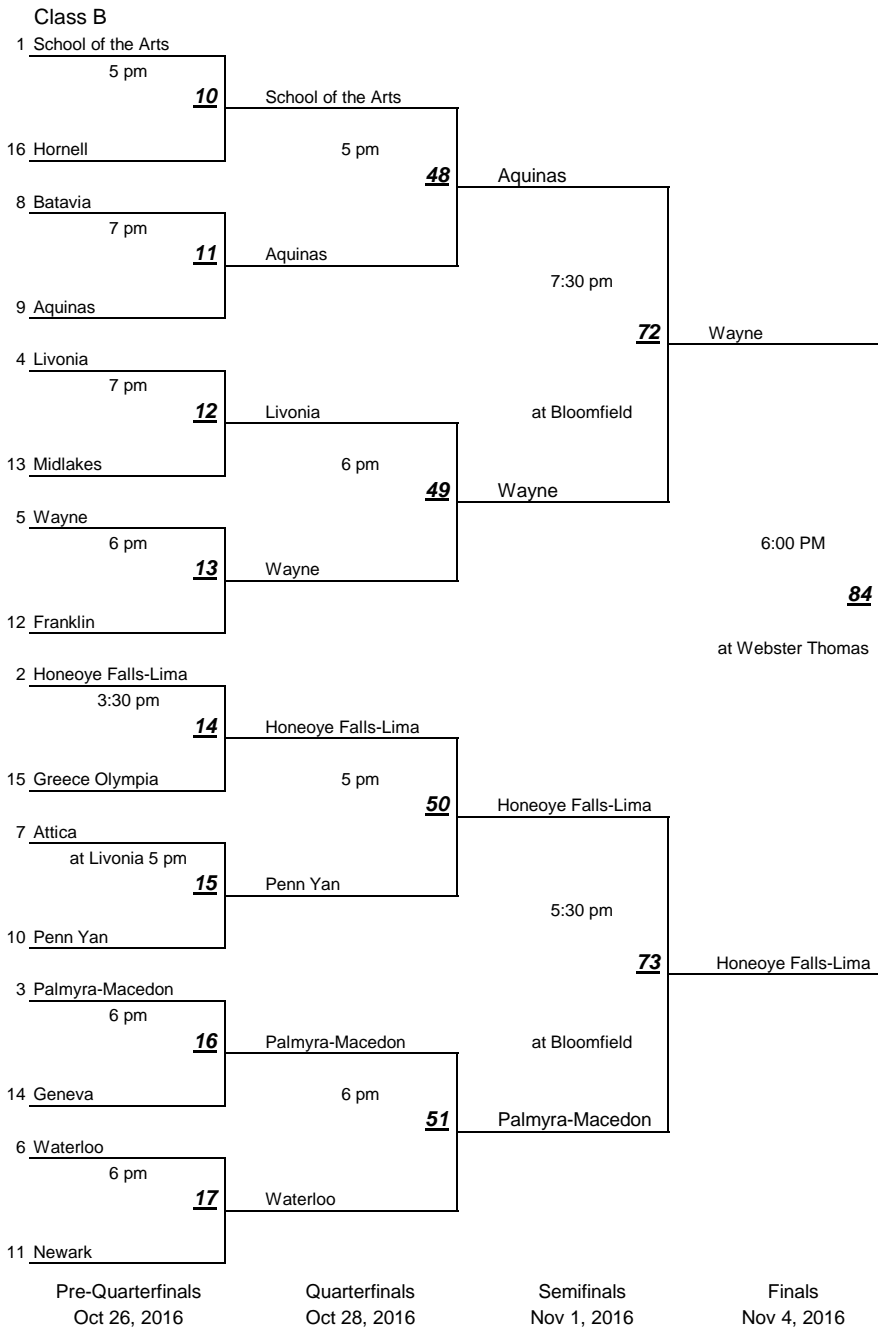 Class B
1 School of the Arts
5 pm
10 School of the Arts
16 Hornell 5 pm
48 Aquinas
8 Batavia
7 pm
11 Aquinas
7:30 pm
9 Aquinas
72 Wayne
4 Livonia
7 pm
12 Livonia at Bloomfield
13 Midlakes 6 pm
49 Wayne
5 Wayne
6 pm 6:00 PM
13 Wayne
84
12 Franklin
at Webster Thomas
2 Honeoye Falls-Lima
3:30 pm
14 Honeoye Falls-Lima
15 Greece Olympia 5 pm
50 Honeoye Falls-Lima
7 Attica
at Livonia 5 pm
15 Penn Yan
5:30 pm
10 Penn Yan
73 Honeoye Falls-Lima
3 Palmyra-Macedon
6 pm
16 Palmyra-Macedon at Bloomfield
14 Geneva 6 pm
51 Palmyra-Macedon
6 Waterloo
6 pm
17 Waterloo
11 Newark
Pre-Quarterfinals Quarterfinals Semifinals Finals
Oct 26, 2016 Oct 28, 2016 Nov 1, 2016 Nov 4, 2016